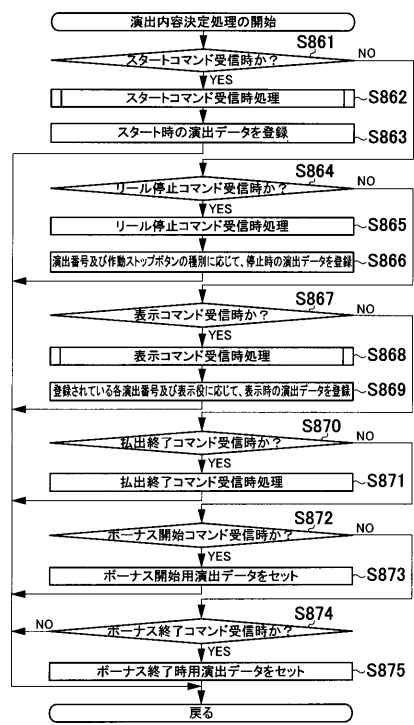 演出内容決定処理の開始
S861
スタートコマンド受信時か？
NO
YES
スタートコマンド受信時処理
S862
スタート時の演出データを登録
S863
S864
リール停止コマンド受信時か？
NO
YES
リール停止コマンド受信時処理
S865
演出番号及び作動ストップボタンの種別に応じて、停止時の演出データを登録
S866
S867
表示コマンド受信時か？
NO
YES
表示コマンド受信時処理
S868
登録されている各演出番号及び表示役に応じて、表示時の演出データを登録
S869
S870
払出終了コマンド受信時か？
NO
YES
払出終了コマンド受信時処理
S871
S872
ボーナス開始コマンド受信時か？
NO
YES
ボーナス開始用演出データをセット
S873
S874
NO
ボーナス終了コマンド受信時か？
YES
ボーナス終了時用演出データをセット
S875
戻る